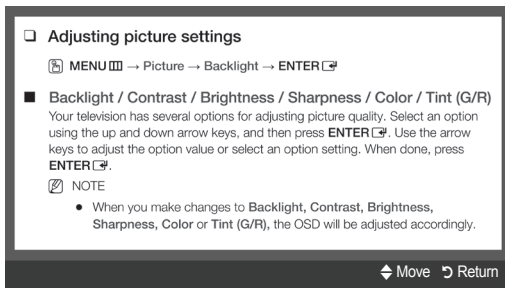 ❑ Adjusting picture settings
MENU → Picture → Backlight → ENTER
■ Backlight / Contrast / Brightness / Sharpness / Color / Tint (G/R)
Your television has several options for adjusting picture quality. Select an option
using the up and down arrow keys, and then press ENTER. Use the arrow
keys to adjust the option value or select an option setting. When done, press
ENTER.
NOTE
● When you make changes to Backlight, Contrast, Brightness,
Sharpness, Color or Tint (G/R), the OSD will be adjusted accordingly.
Move Return